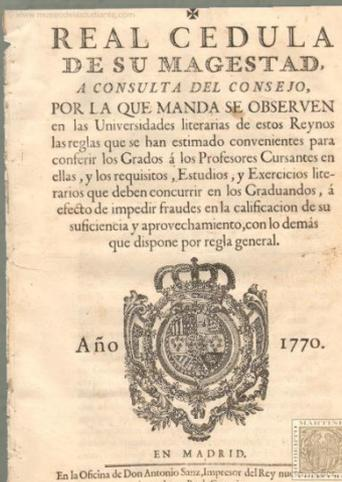 www.museodelestudiante.com
REAL CEDULA
DE SU MAGESTAD,
A CONSULTA DEL CONSEJO,
POR LA QUE MANDA SE OBSERVEN
en las Universidades literarias de estos Reynos
las reglas que se han estimado convenientes para
conferir los Grados á los Profesores Cursantes en
ellas, y los requisitos, Estudios, y Exercicios lite-
rarios que deben concurrir en los Graduandos, á
efecto de impedir fraudes en la calificacion de su
suficiencia y aprovechamiento, con lo demás
que dispone por regla general.
Año 1770.
EN MADRID.
En la Oficina de Don Antonio Sanz, Impresor del Rey